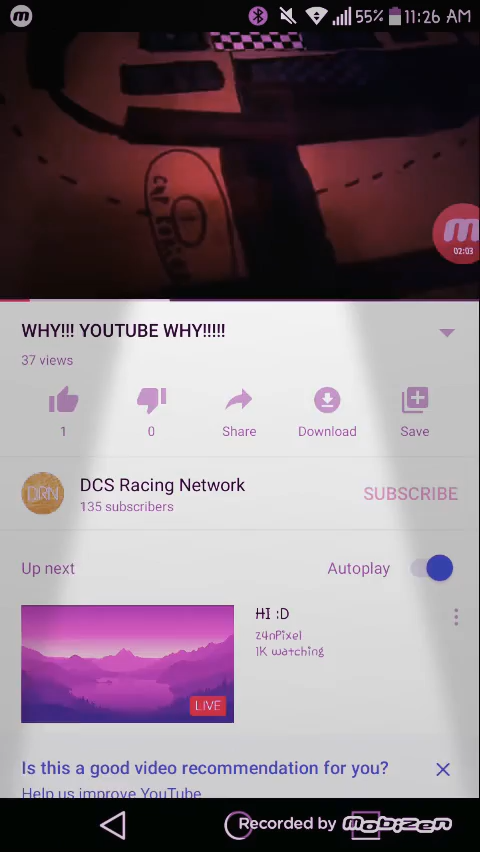 m 55% 11:26 AM
m
02:03
WHY!!! YOUTUBE WHY!!!!!
37 views
1 0 Share Download Save
DRN DCS Racing Network SUBSCRIBE
135 subscribers
Up next Autoplay
HI :D
z4nPixel
1K watching
LIVE
Is this a good video recommendation for you?
Help us improve YouTube
Recorded by mobizen